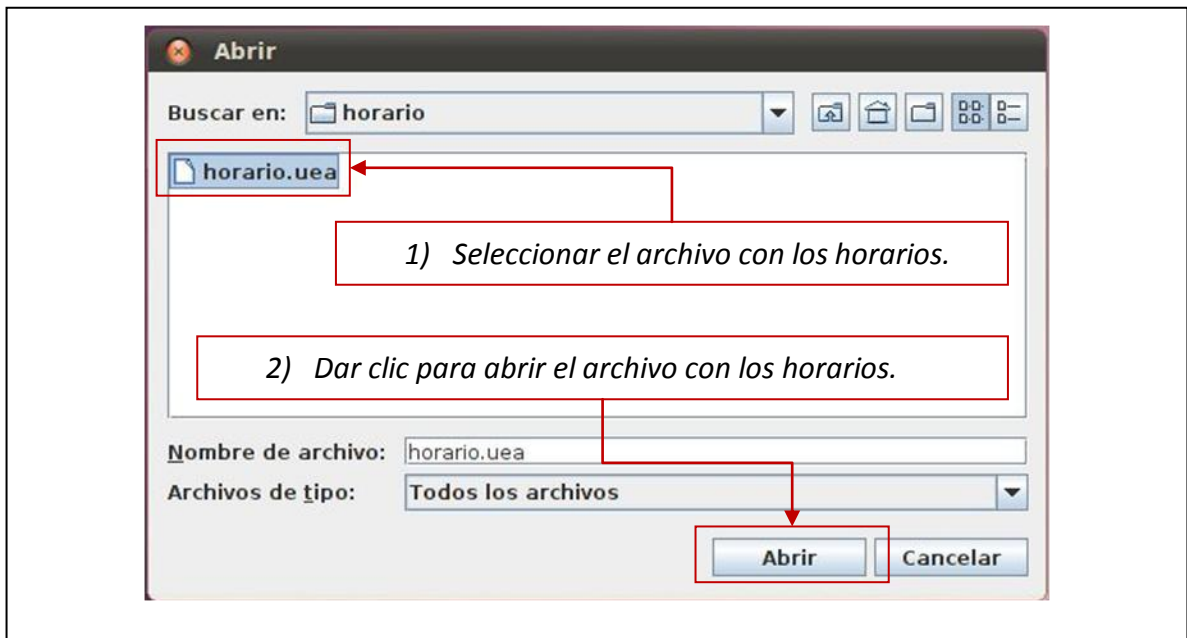 Abrir
Buscar en: horario
horario.uea
1) Seleccionar el archivo con los horarios.
2) Dar clic para abrir el archivo con los horarios.
Nombre de archivo: horario.uea
Archivos de tipo: Todos los archivos
Abrir Cancelar